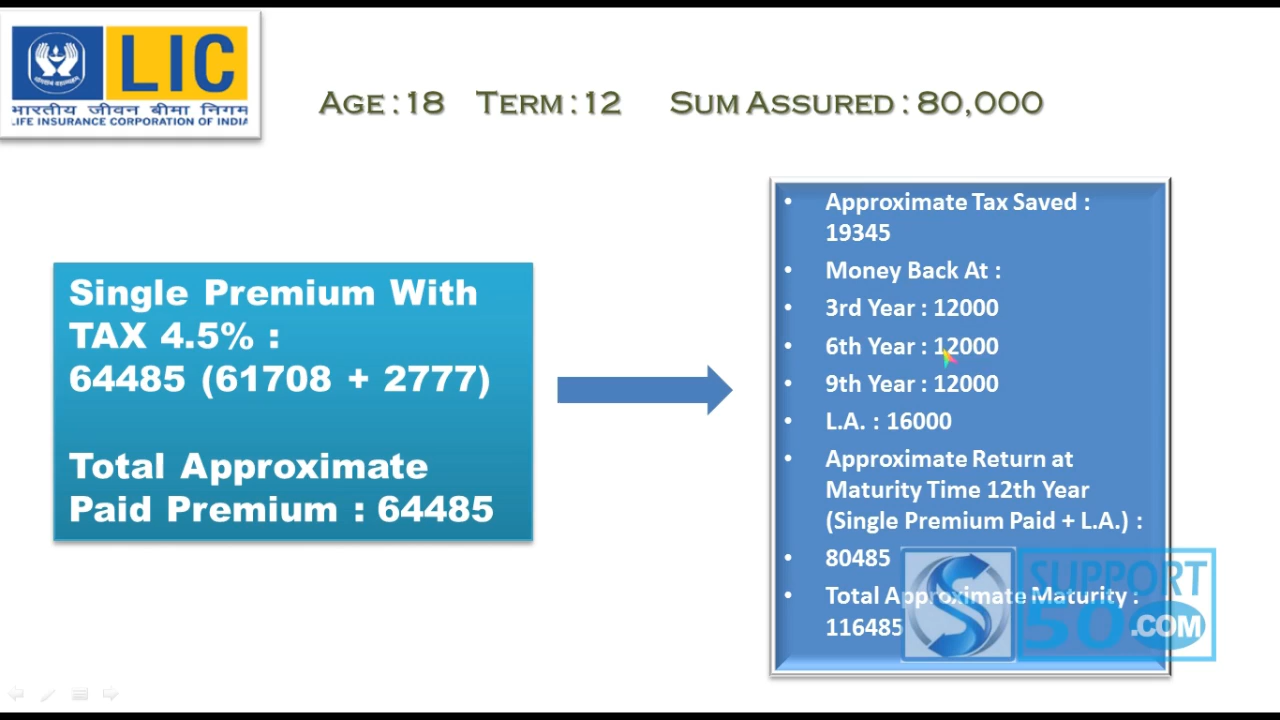 LIC
भारतीय जीवन बीमा निगम
LIFE INSURANCE CORPORATION OF INDIA
AGE : 18 TERM : 12 SUM ASSURED : 80,000
Single Premium With
TAX 4.5% :
64485 (61708 + 2777)
Total Approximate
Paid Premium : 64485
• Approximate Tax Saved :
19345
• Money Back At :
• 3rd Year : 12000
• 6th Year : 12000
• 9th Year : 12000
• L.A. : 16000
• Approximate Return at
Maturity Time 12th Year
(Single Premium Paid + L.A.) :
• 80485
• Total Approximate Maturity :
116485
SUPPORT
50.COM